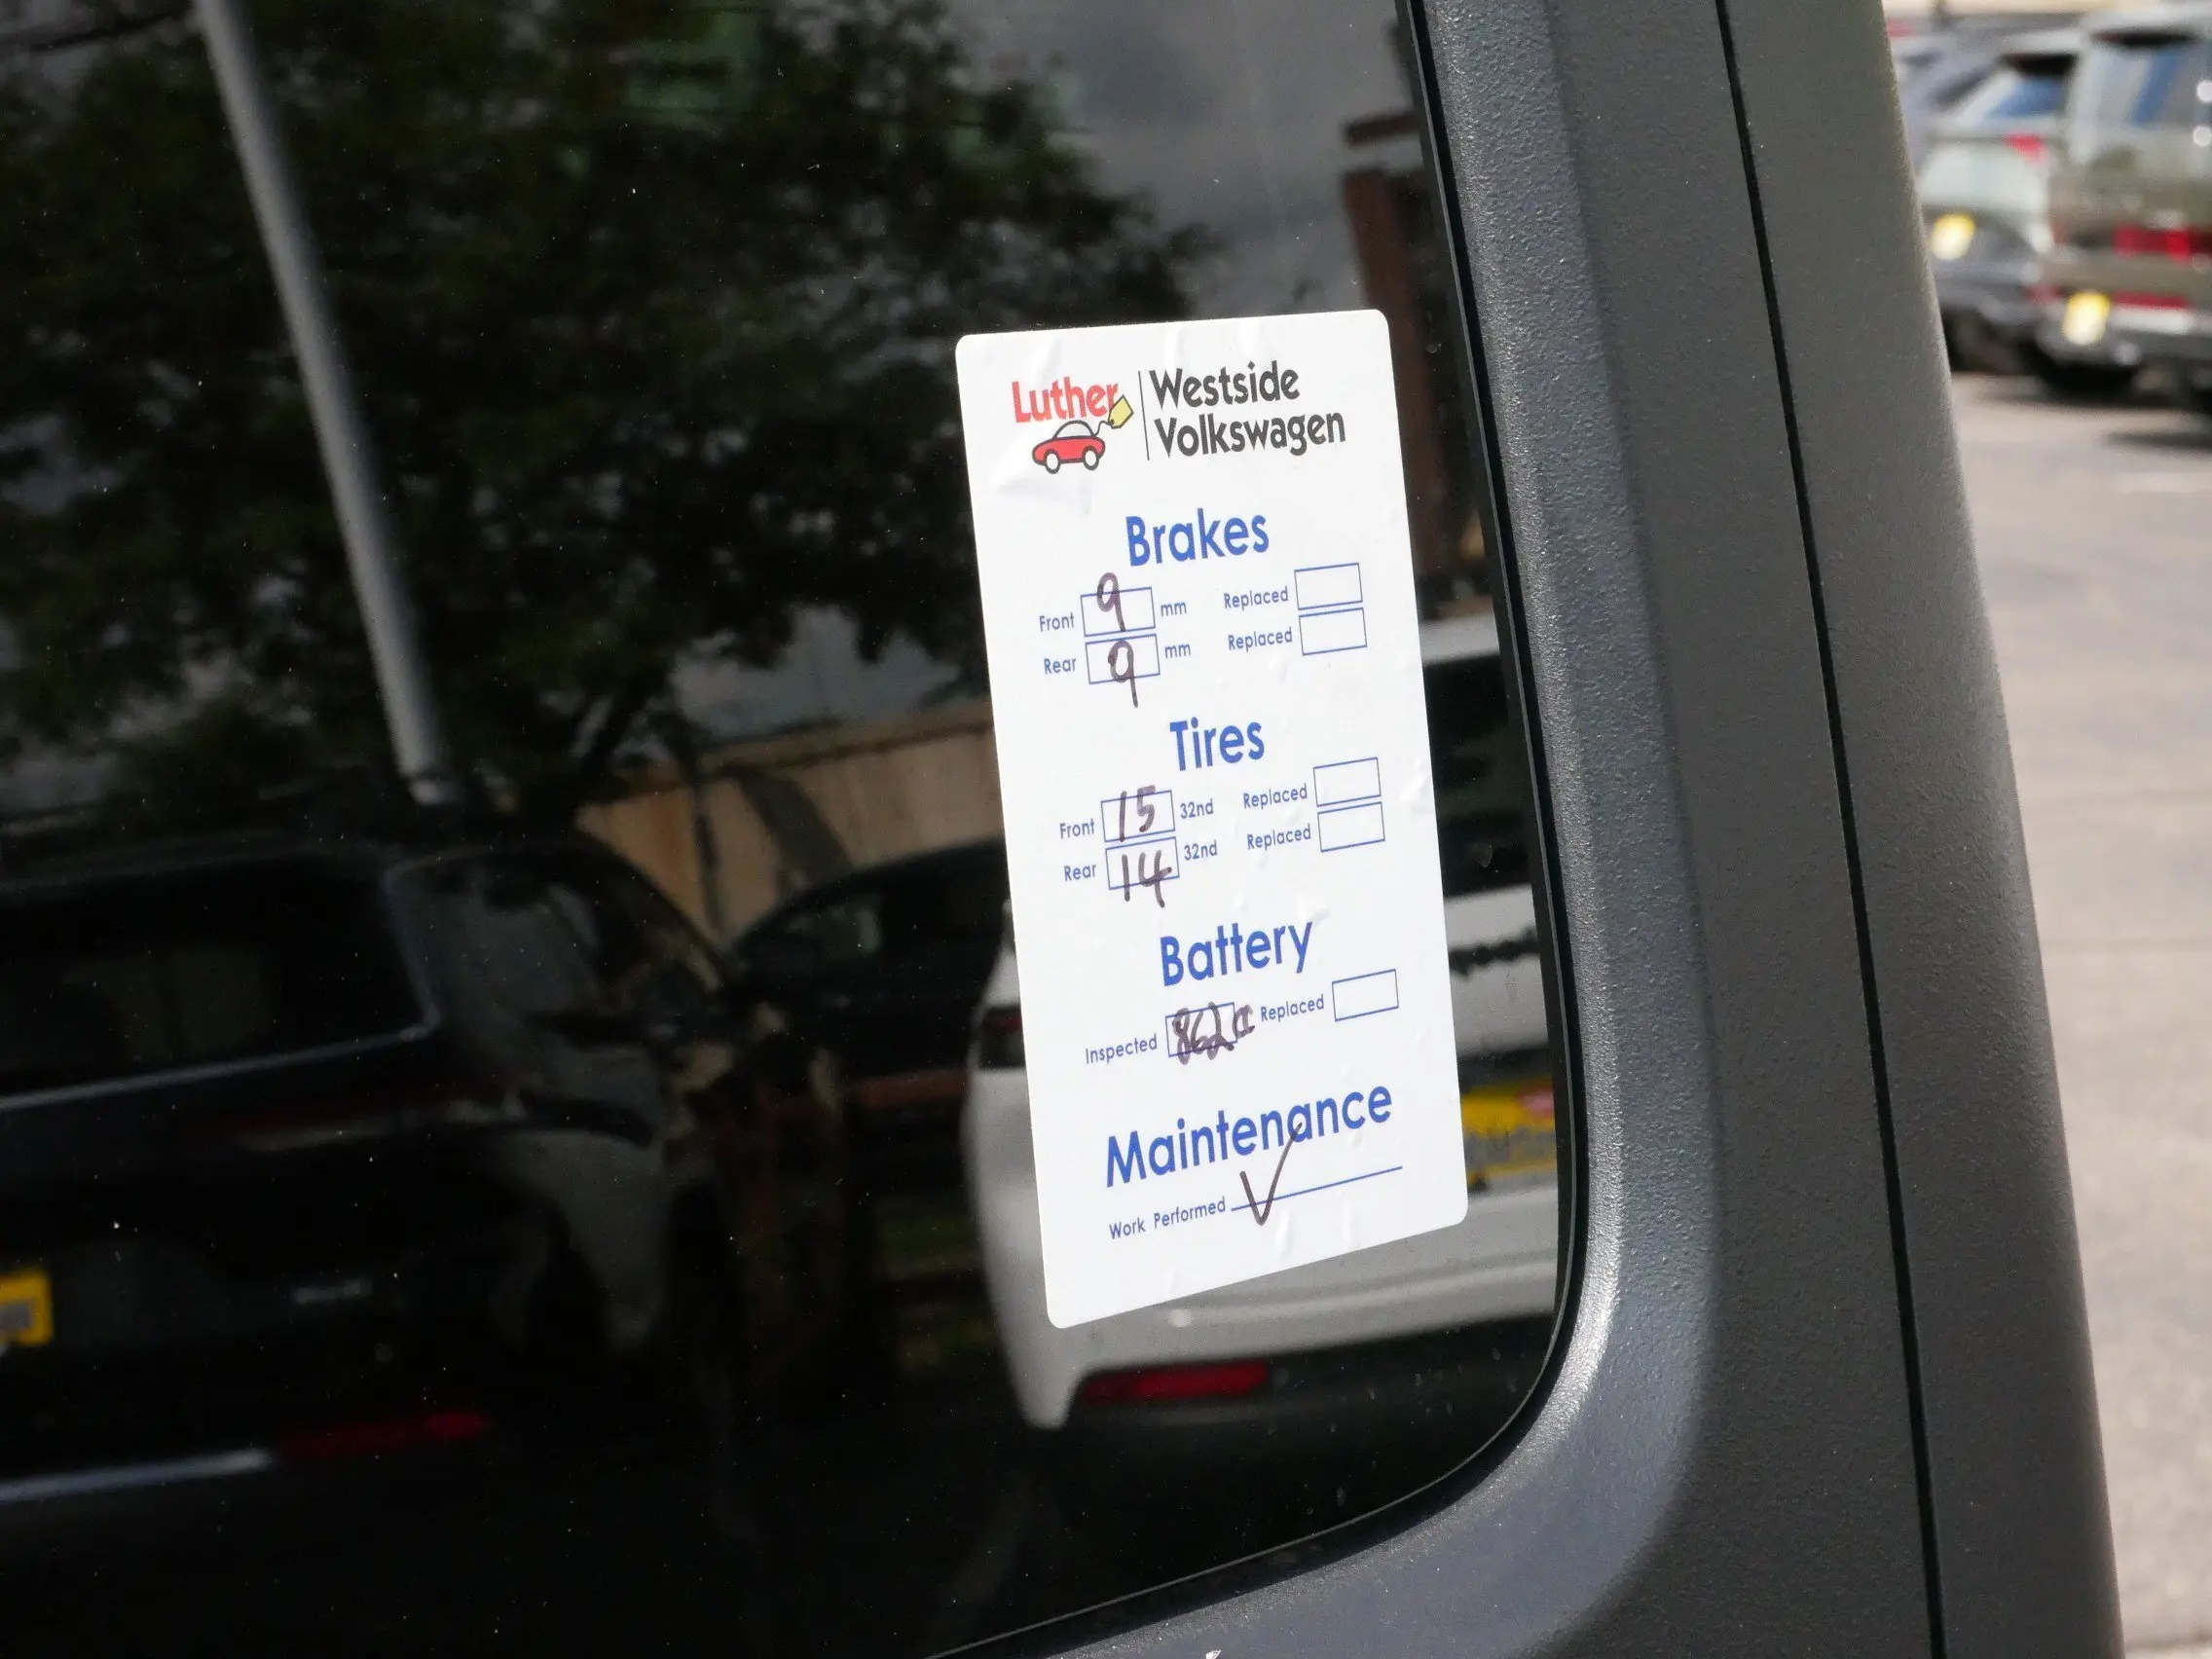 Luther Westside
Volkswagen
Brakes
Front 9 mm Replaced
Rear 9 mm Replaced
Tires
Front 15 32nd Replaced
Rear 14 32nd Replaced
Battery
Inspected 862 Replaced
Maintenance
Work Performed ✓